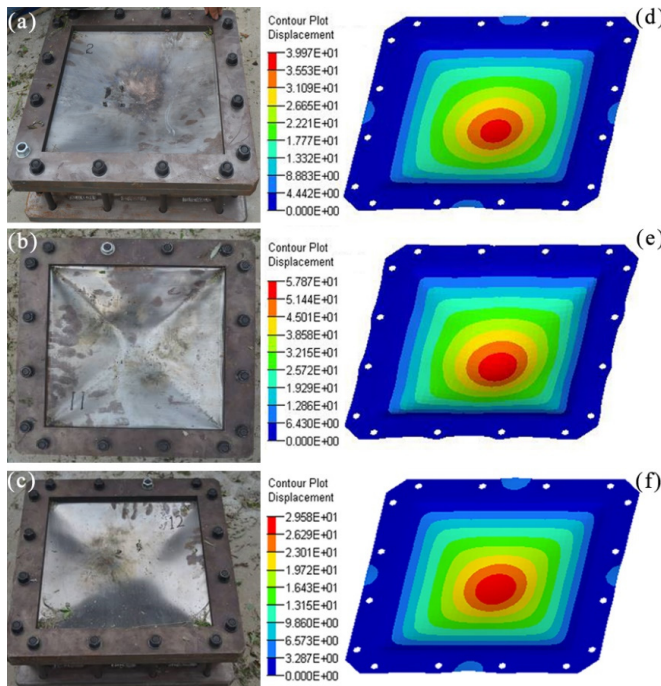 (a)
2
Contour Plot
Displacement
3.997E+01
3.553E+01
3.109E+01
2.665E+01
2.221E+01
1.777E+01
1.332E+01
8.883E+00
4.442E+00
0.000E+00
(d)
(b)
11
Contour Plot
Displacement
5.787E+01
5.144E+01
4.501E+01
3.858E+01
3.215E+01
2.572E+01
1.929E+01
1.286E+01
6.430E+00
0.000E+00
(e)
(c)
12
Contour Plot
Displacement
2.958E+01
2.629E+01
2.301E+01
1.972E+01
1.643E+01
1.315E+01
9.860E+00
6.573E+00
3.287E+00
0.000E+00
(f)